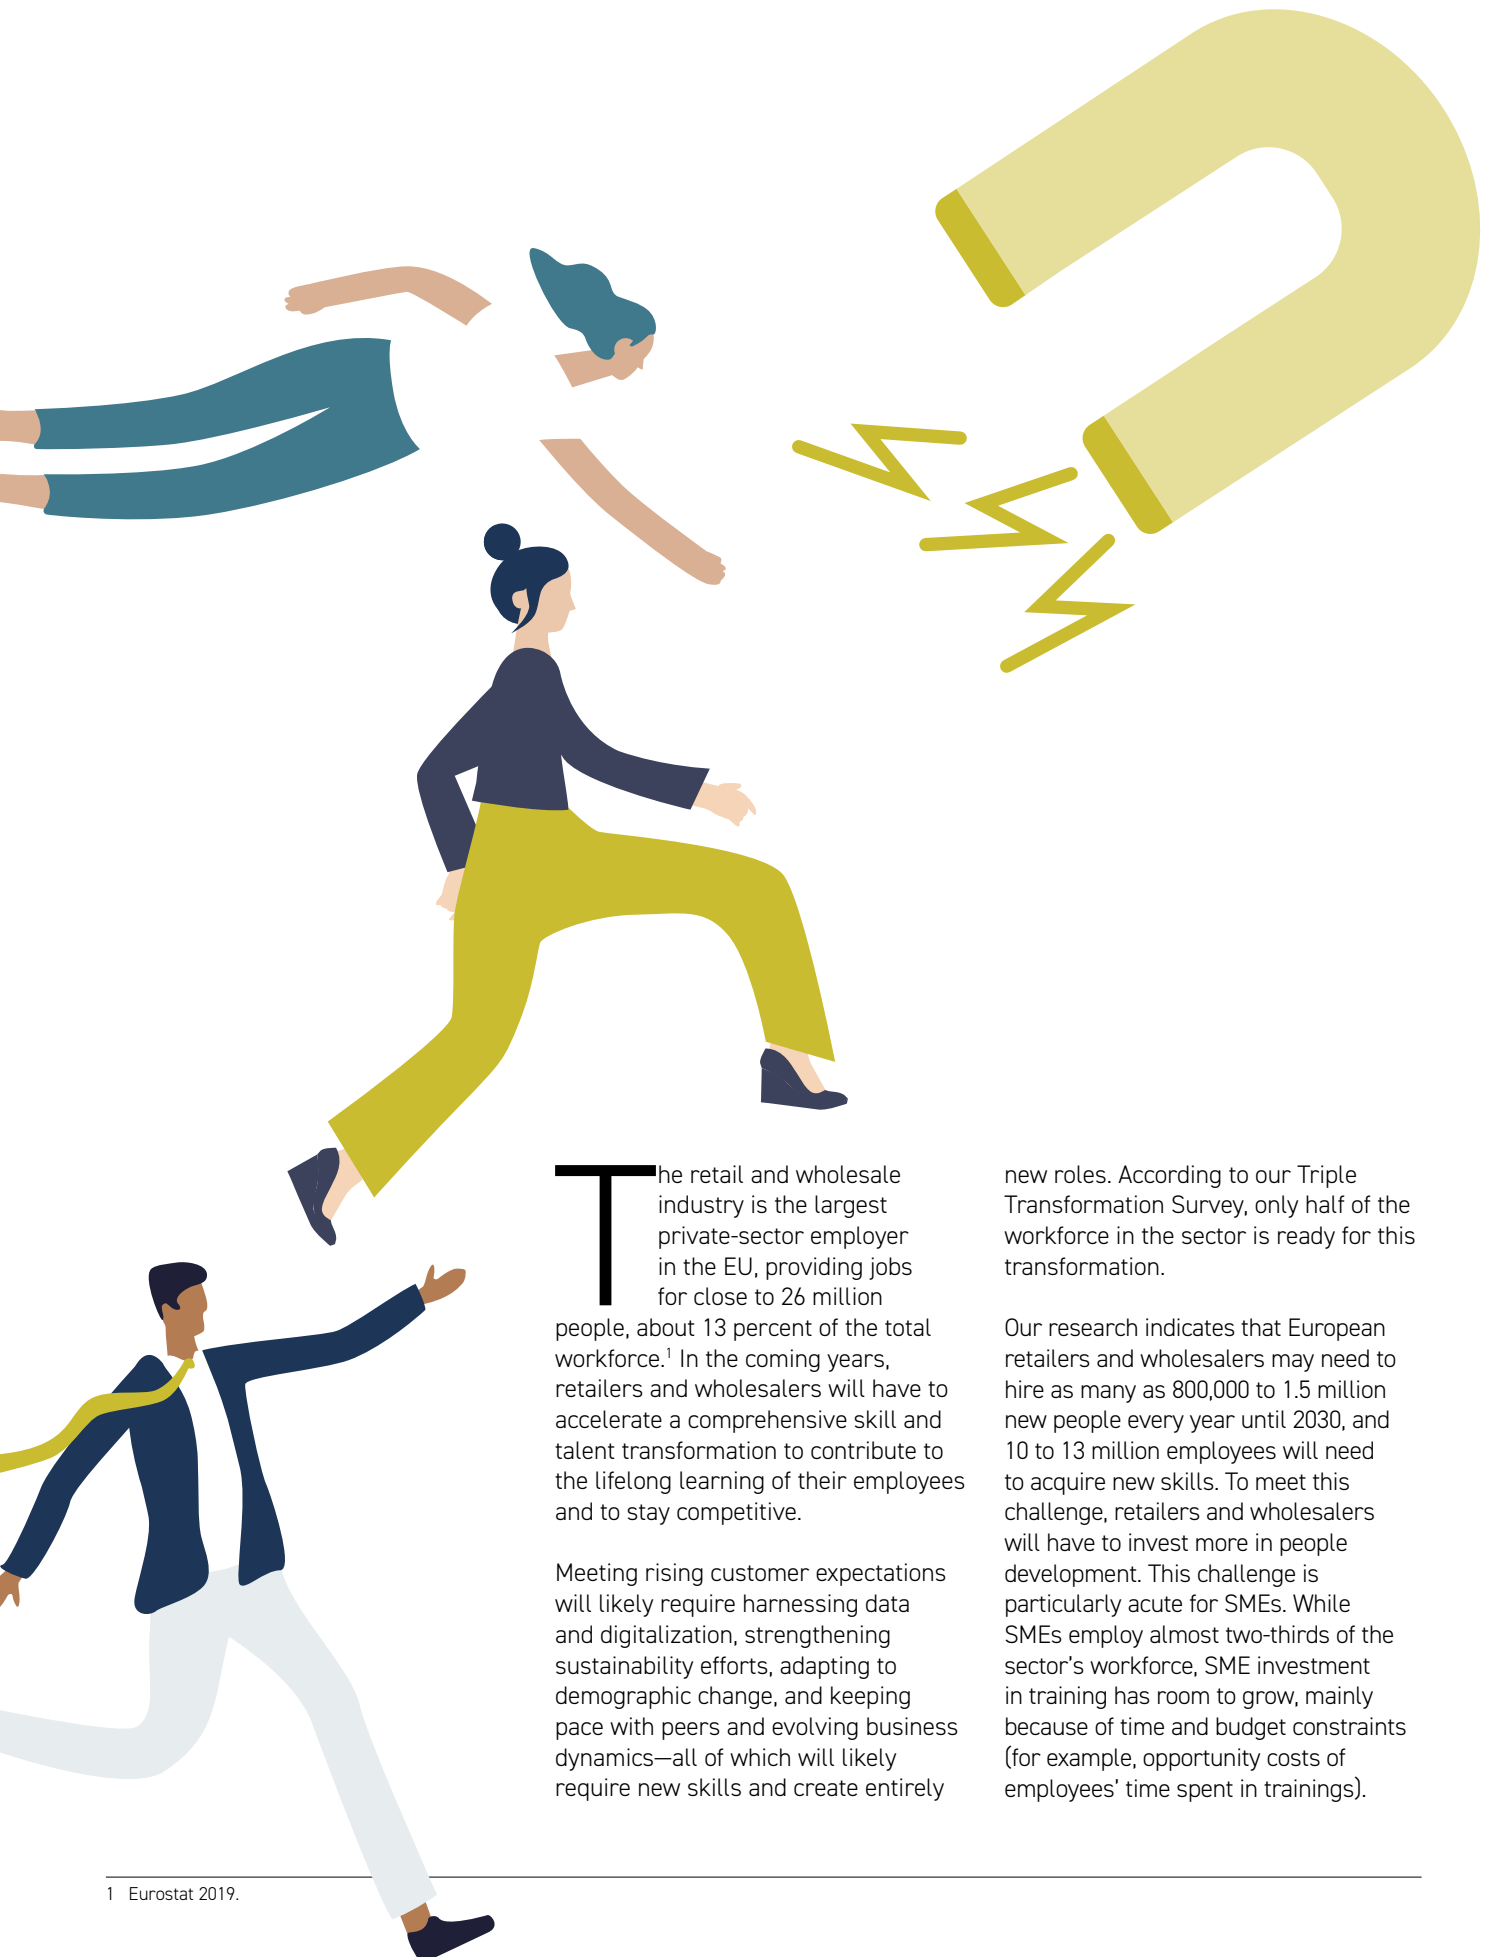 The retail and wholesale
industry is the largest
private-sector employer
in the EU, providing jobs
for close to 26 million
people, about 13 percent of the total
workforce.¹ In the coming years,
retailers and wholesalers will have to
accelerate a comprehensive skill and
talent transformation to contribute to
the lifelong learning of their employees
and to stay competitive.
Meeting rising customer expectations
will likely require harnessing data
and digitalization, strengthening
sustainability efforts, adapting to
demographic change, and keeping
pace with peers and evolving business
dynamics—all of which will likely
require new skills and create entirely
new roles. According to our Triple
Transformation Survey, only half of the
workforce in the sector is ready for this
transformation.
Our research indicates that European
retailers and wholesalers may need to
hire as many as 800,000 to 1.5 million
new people every year until 2030, and
10 to 13 million employees will need
to acquire new skills. To meet this
challenge, retailers and wholesalers
will have to invest more in people
development. This challenge is
particularly acute for SMEs. While
SMEs employ almost two-thirds of the
sector's workforce, SME investment
in training has room to grow, mainly
because of time and budget constraints
(for example, opportunity costs of
employees' time spent in trainings).
1 Eurostat 2019.